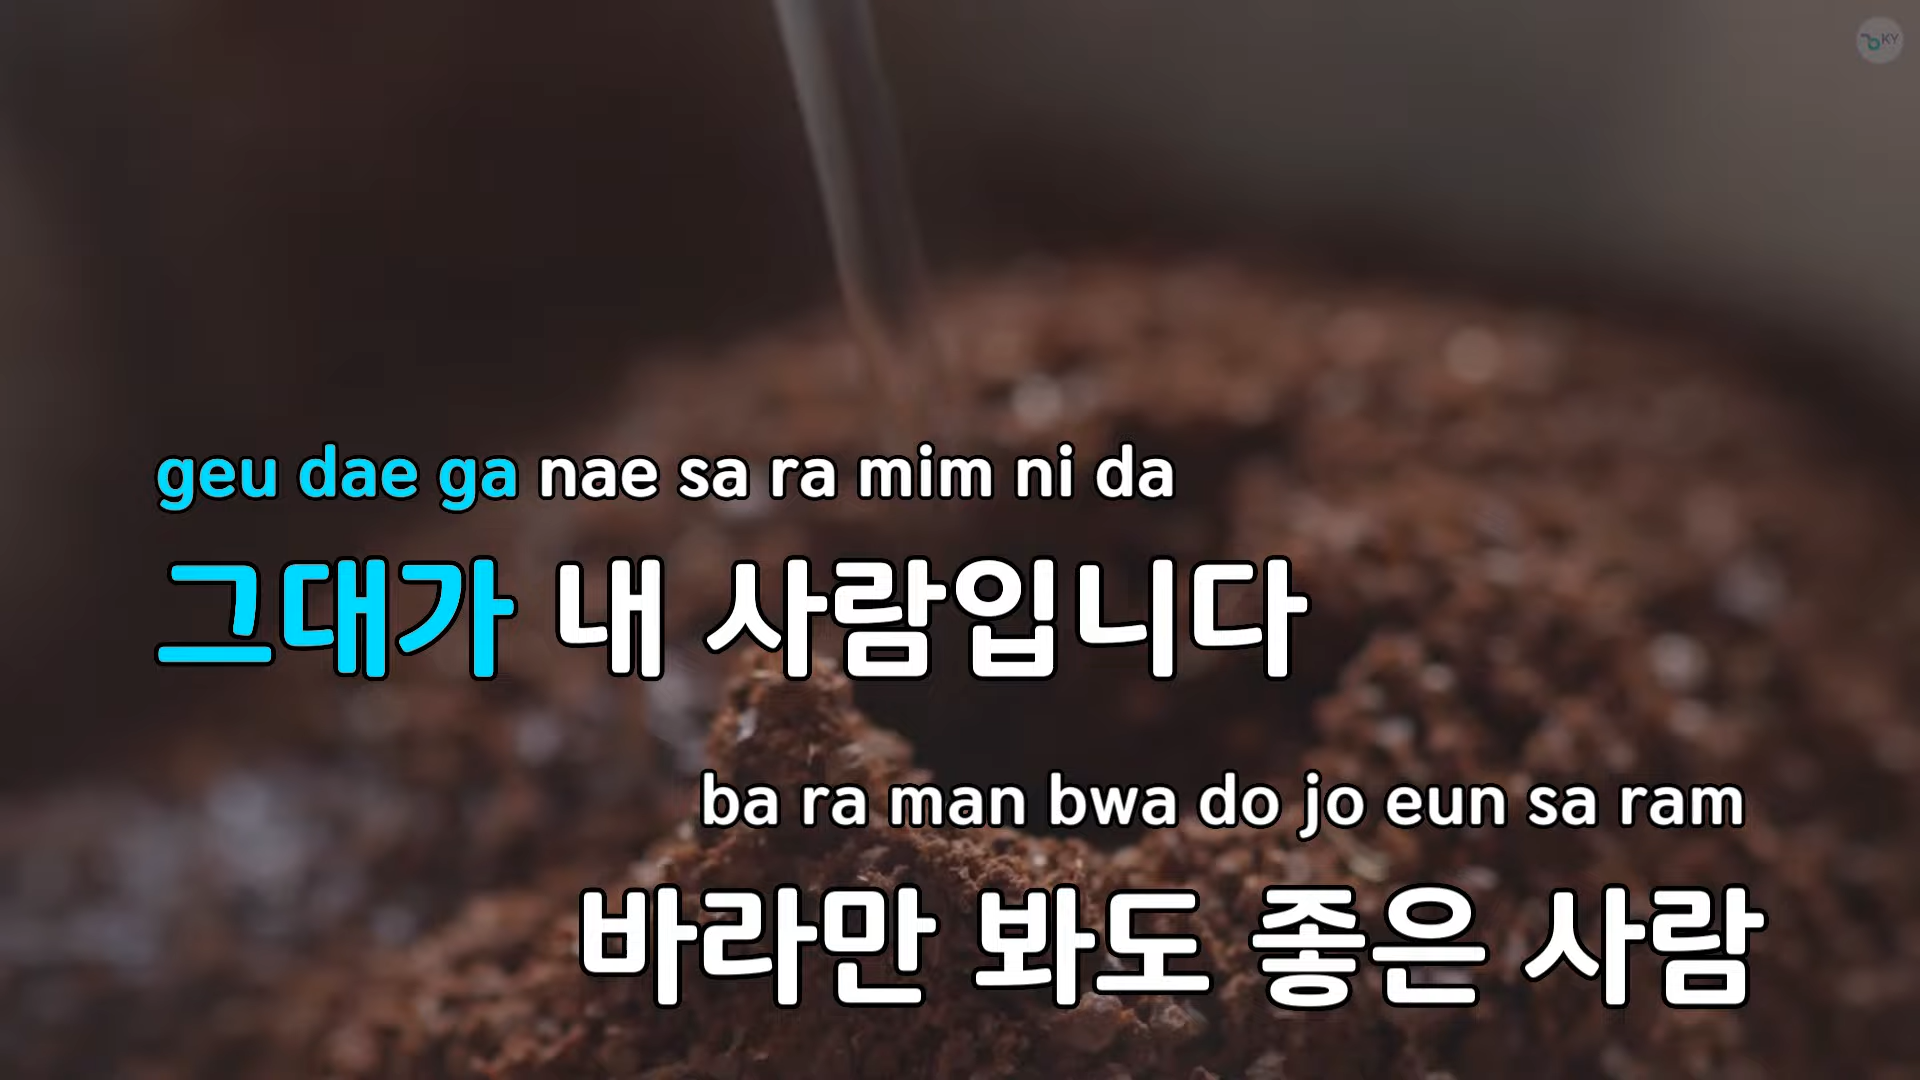 KY
geu dae ga nae sa ra mim ni da
그대가 내 사람입니다
ba ra man bwa do jo eun sa ram
바라만 봐도 좋은 사람